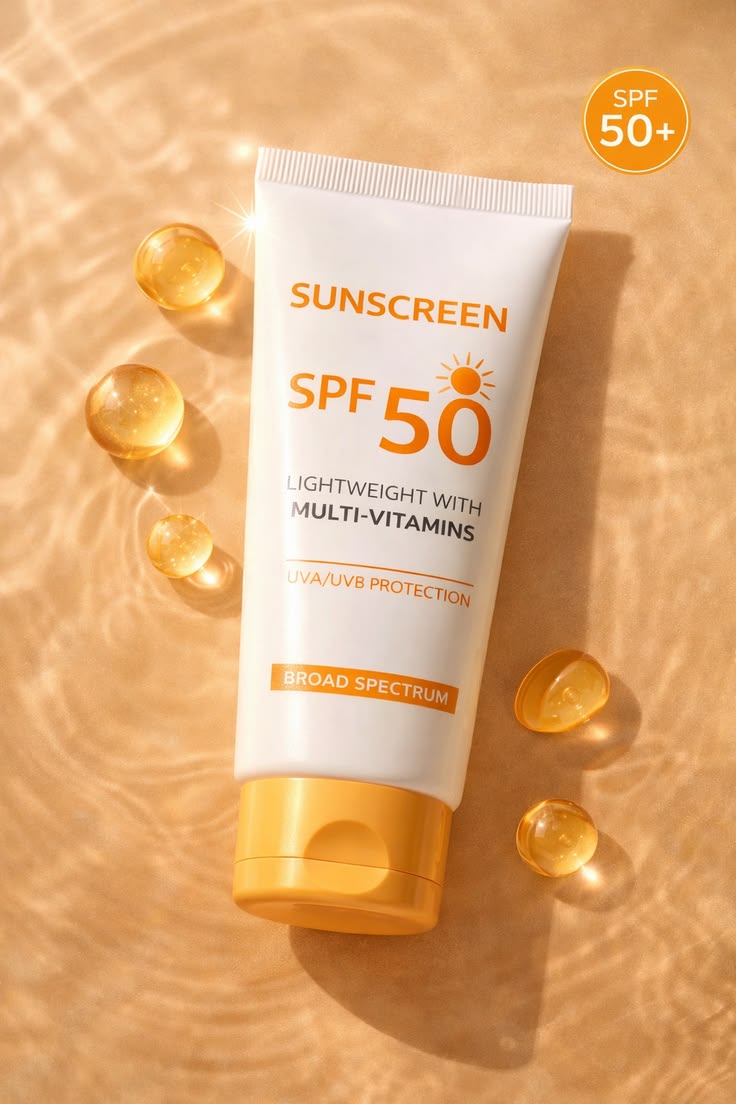 SPF
50+
SUNSCREEN
SPF 50
LIGHTWEIGHT WITH
MULTI-VITAMINS
UVA/UVB PROTECTION
BROAD SPECTRUM